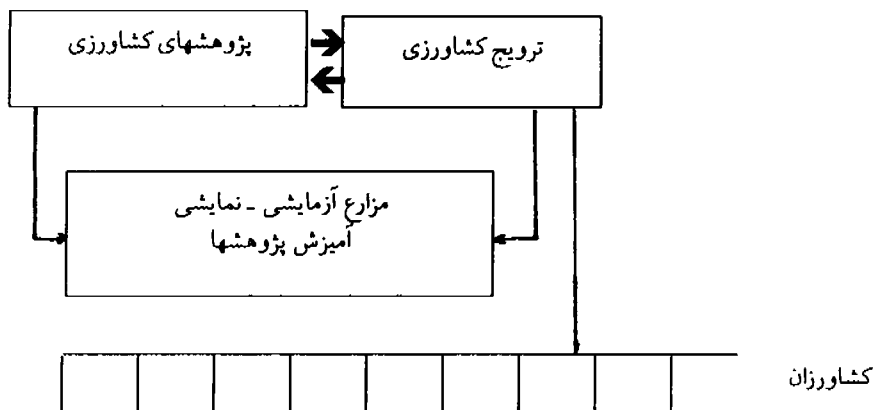 ترویج کشاورزی
پژوهشهای کشاورزی
مزارع آزمایشی - نمایشی
آمیزش پژوهشها
کشاورزان